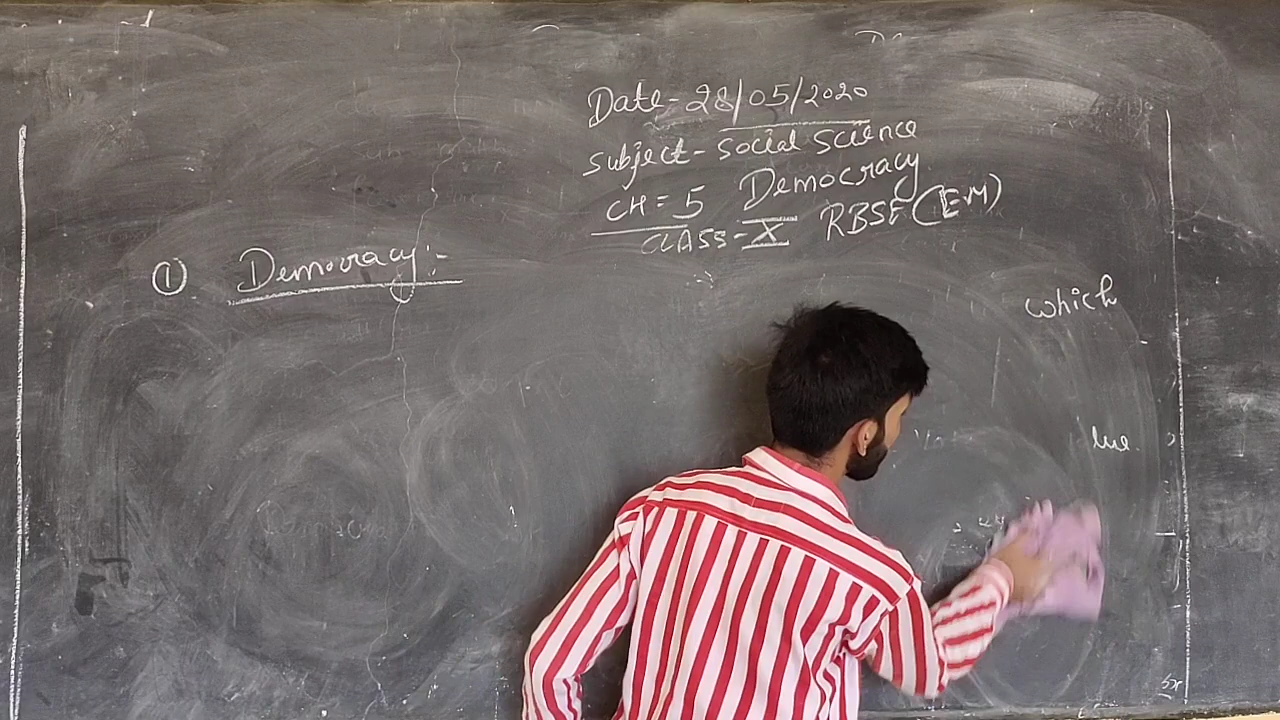 Date - 28/05/2020
Subject - Social Science
CH = 5 Democracy
CLASS - X RBSE (EM)
① Democracy :-
which